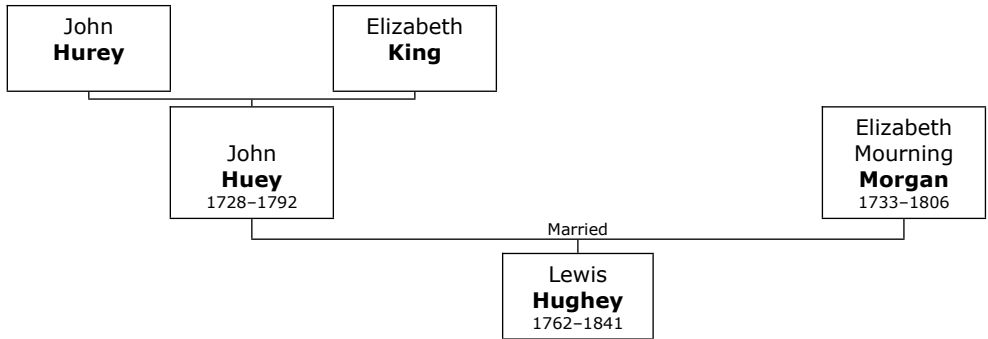 John
Hurey
Elizabeth
King
John
Huey
1728–1792
Elizabeth
Mourning
Morgan
1733–1806
Married
Lewis
Hughey
1762–1841